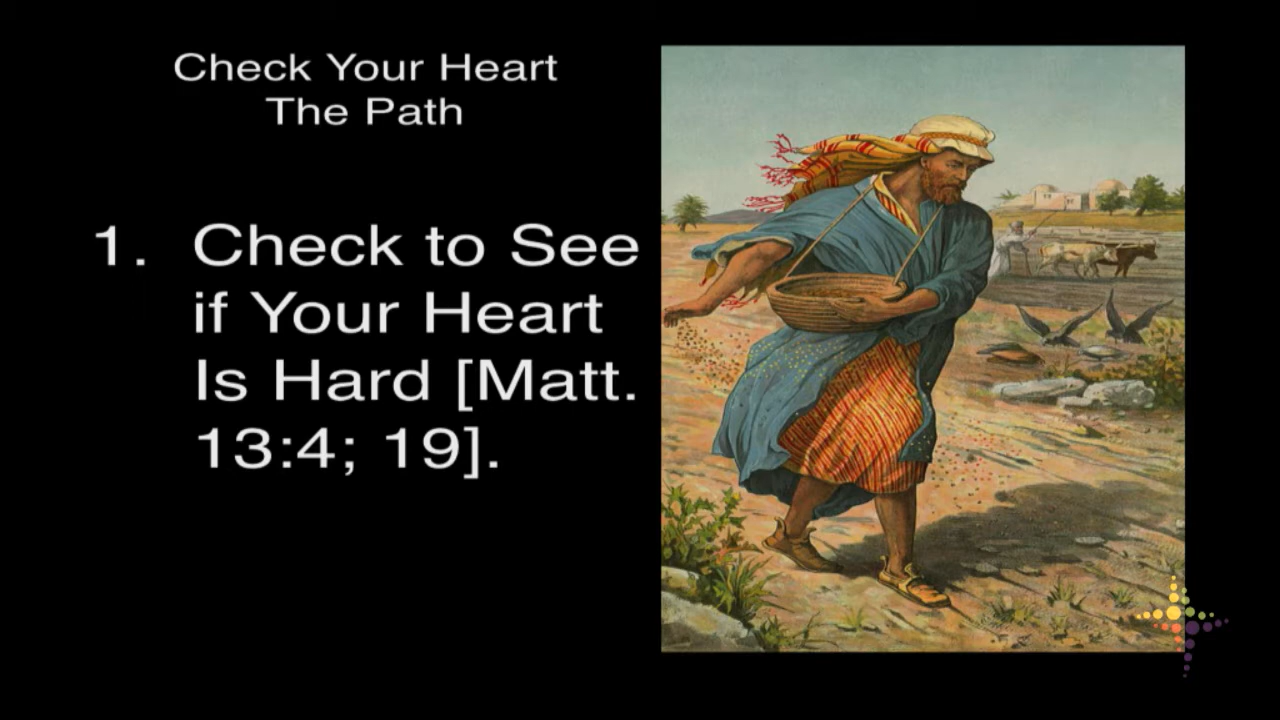 Check Your Heart
The Path
1. Check to See
if Your Heart
Is Hard [Matt.
13:4; 19].